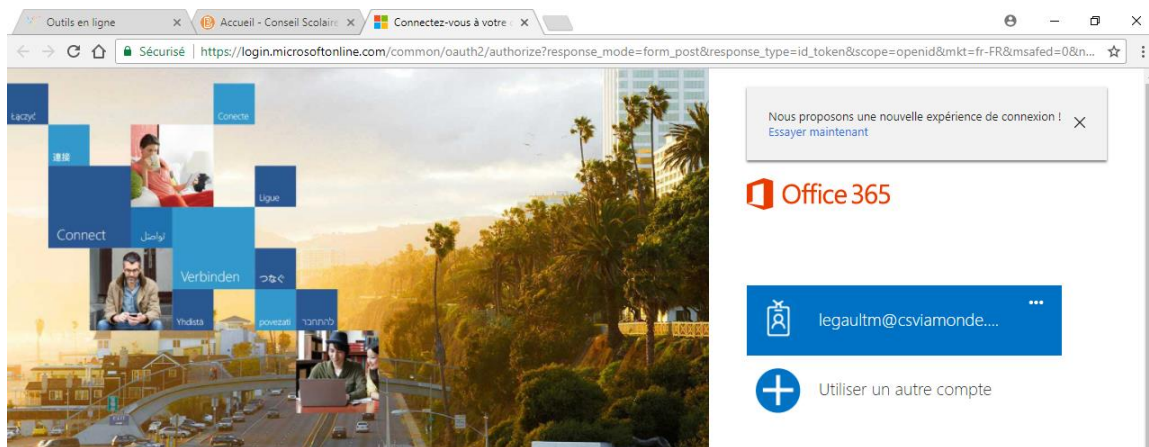 Outils en ligne
Accueil - Conseil Scolaire
Connectez-vous à votre c
Sécurisé | https://login.microsoftonline.com/common/oauth2/authorize?response_mode=form_post&response_type=id_token&scope=openid&mkt=fr-FR&msafed=0&n...
Łączyć
Conecte
連接
Ligue
Connect
تواصل
Verbinden
つなぐ
Yhdistä
povezati
להתחבר
Nous proposons une nouvelle expérience de connexion !
Essayer maintenant
Office 365
legaultm@csviamonde....
Utiliser un autre compte